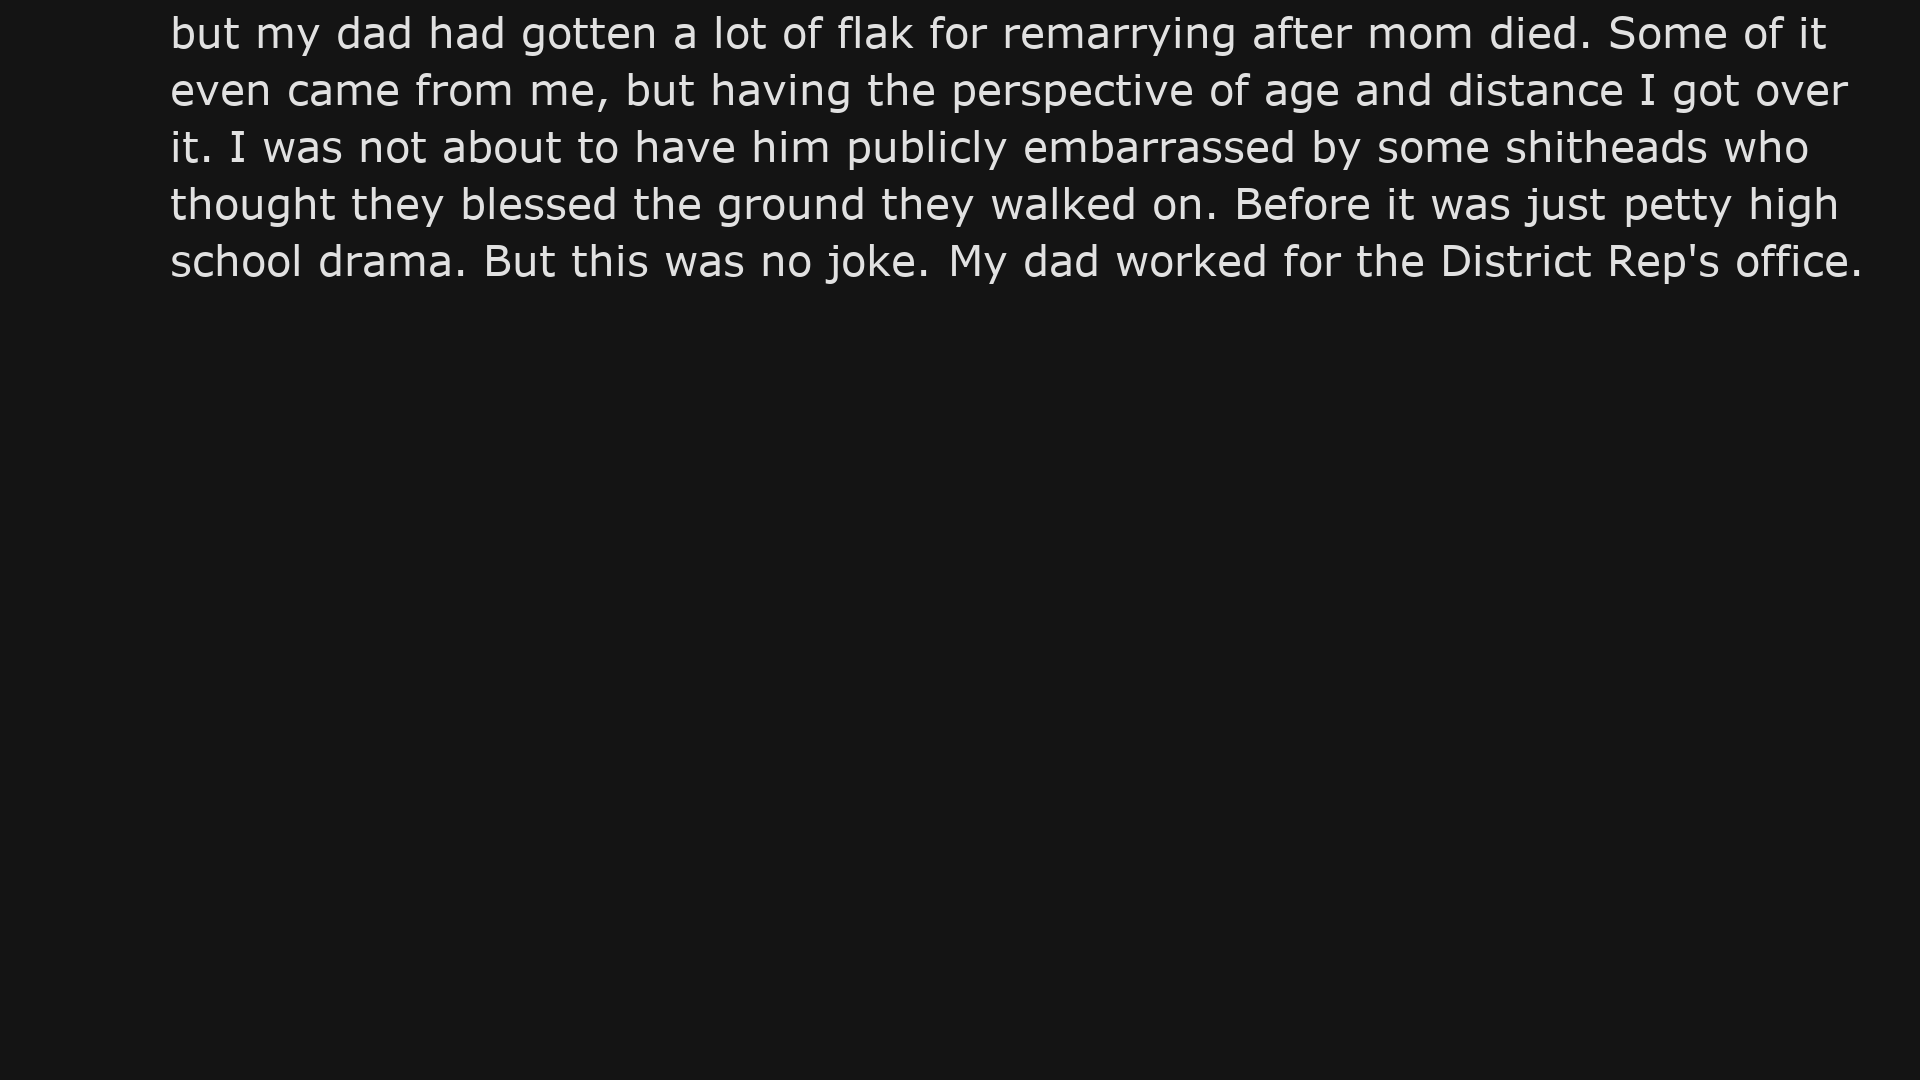 but my dad had gotten a lot of flak for remarrying after mom died. Some of it
even came from me, but having the perspective of age and distance I got over
it. I was not about to have him publicly embarrassed by some shitheads who
thought they blessed the ground they walked on. Before it was just petty high
school drama. But this was no joke. My dad worked for the District Rep's office.